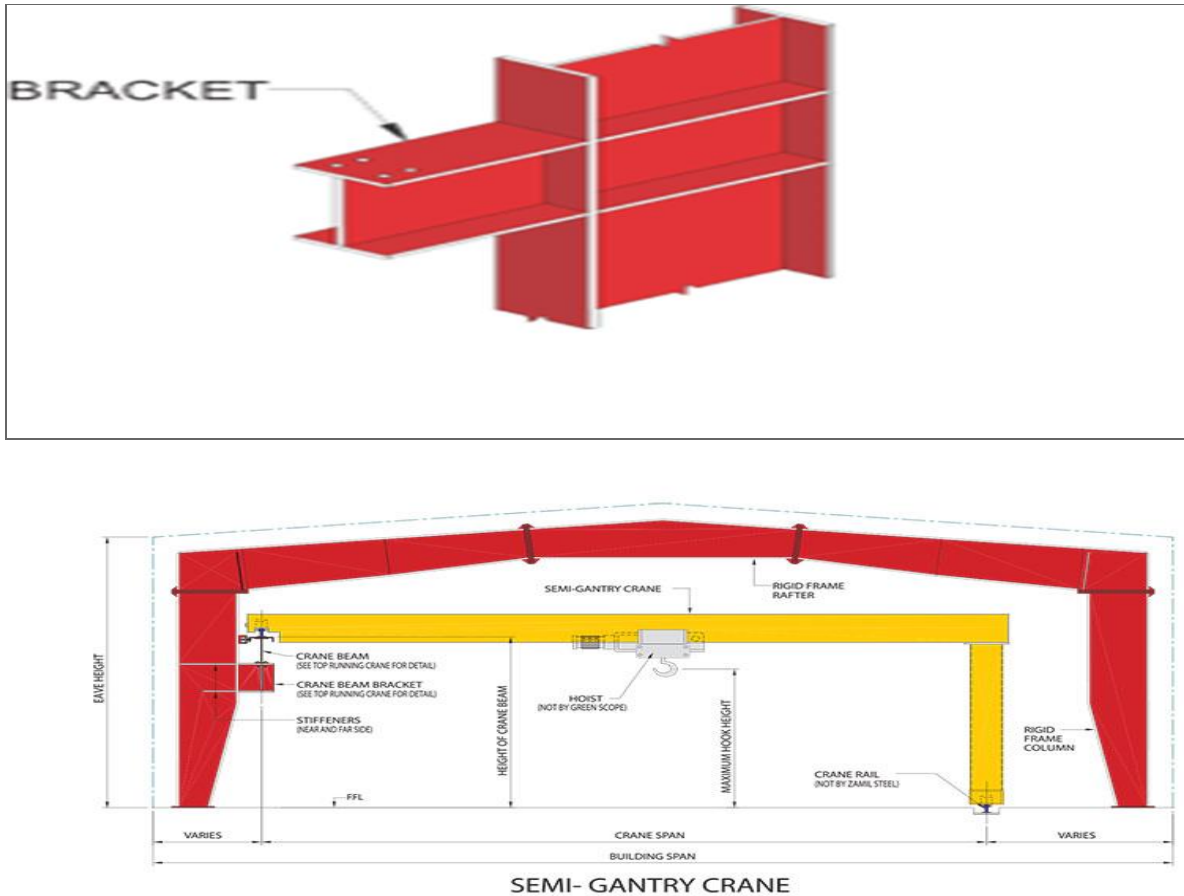 BRACKET
SEMI-GANTRY CRANE
RIGID FRAME
RAFTER
EAVE HEIGHT
CRANE BEAM
(SEE TOP RUNNING CRANE FOR DETAIL)
CRANE BEAM BRACKET
(SEE TOP RUNNING CRANE FOR DETAIL)
STIFFENERS
(NEAR AND FAR SIDE)
HEIGHT OF CRANE BEAM
HOIST
(NOT BY GREEN SCOPE)
MAXIMUM HOOK HEIGHT
RIGID
FRAME
COLUMN
CRANE RAIL
(NOT BY ZAMIL STEEL)
FFL
VARIES
CRANE SPAN
VARIES
BUILDING SPAN
SEMI- GANTRY CRANE